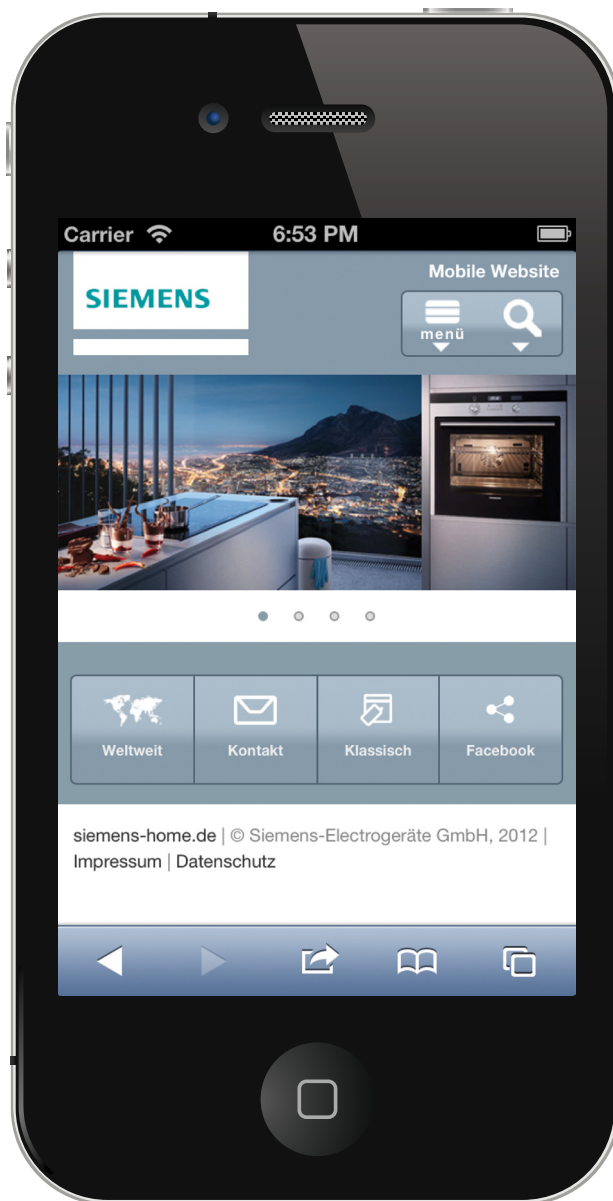 Carrier 6:53 PM
SIEMENS
Mobile Website
menü
Weltweit Kontakt Klassisch Facebook
siemens-home.de | © Siemens-Electrogeräte GmbH, 2012 |
Impressum | Datenschutz